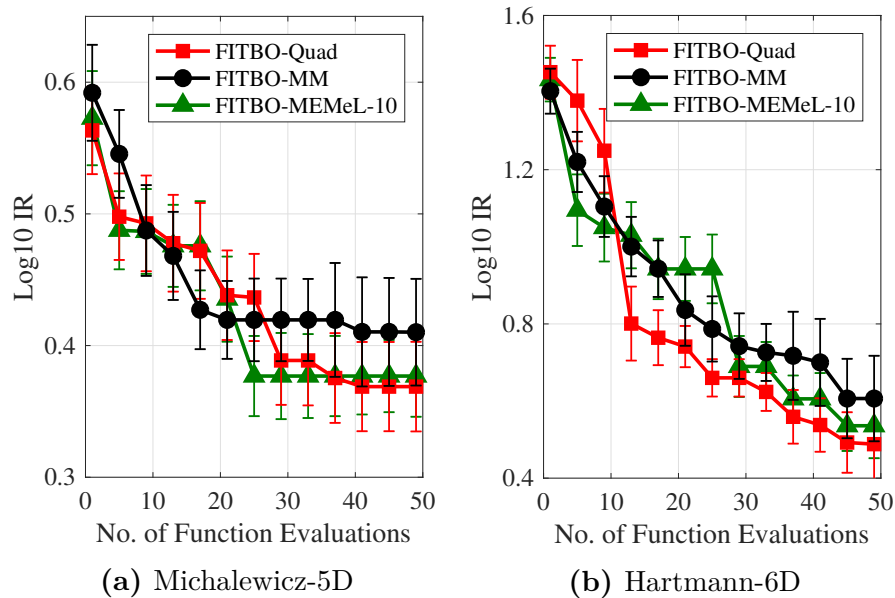 FITBO-Quad
FITBO-MM
FITBO-MEMeL-10
0.6
0.5
0.4
0.3
Log10 IR
0 10 20 30 40 50
No. of Function Evaluations
(a) Michalewicz-5D
FITBO-Quad
FITBO-MM
FITBO-MEMeL-10
1.6
1.2
0.8
0.4
Log10 IR
0 10 20 30 40 50
No. of Function Evaluations
(b) Hartmann-6D